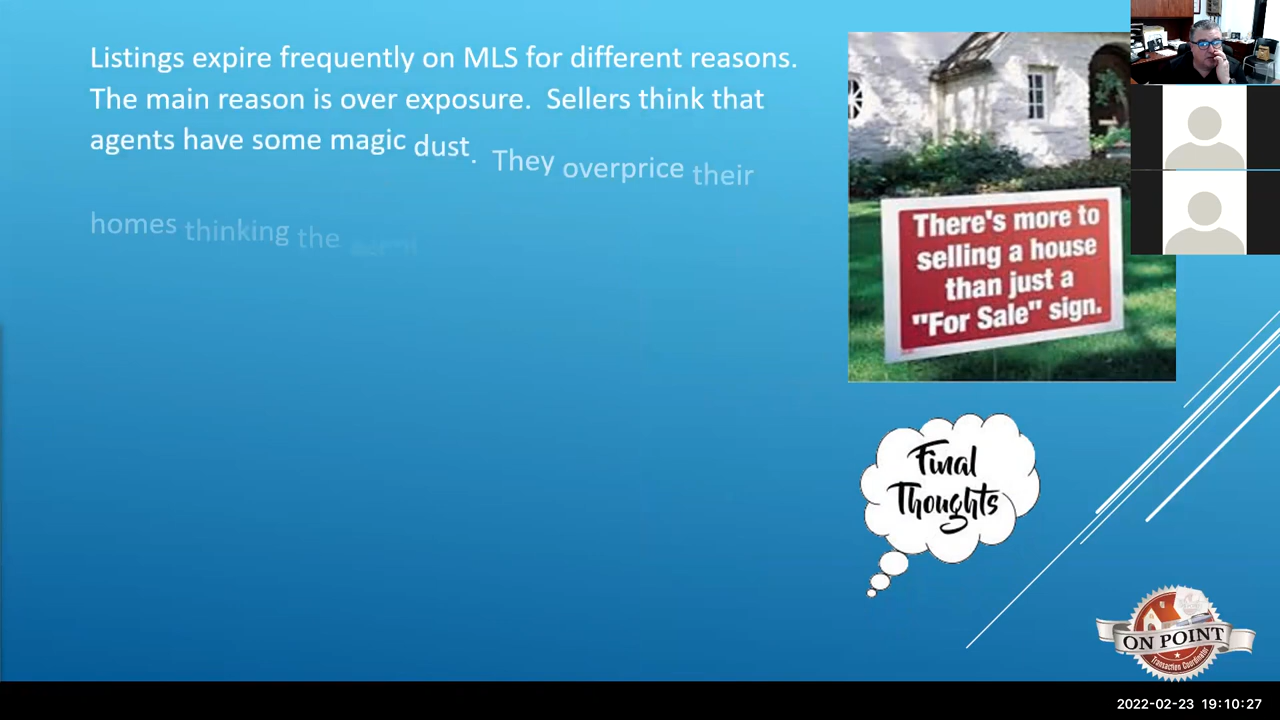 Listings expire frequently on MLS for different reasons.
The main reason is over exposure. Sellers think that
agents have some magic dust. They overprice their
homes thinking the
There's more to
selling a house
than just a
"For Sale" sign.
Final
Thoughts
ON POINT
Transaction Coordinator
2022-02-23 19:10:27